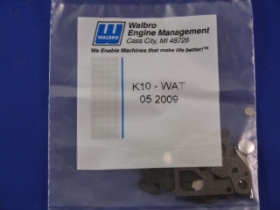 Walbro
Engine Management
Cass City, MI 48726
WALBRO
We Enable Machines that make life better!™
K10 - WAT
05 2009